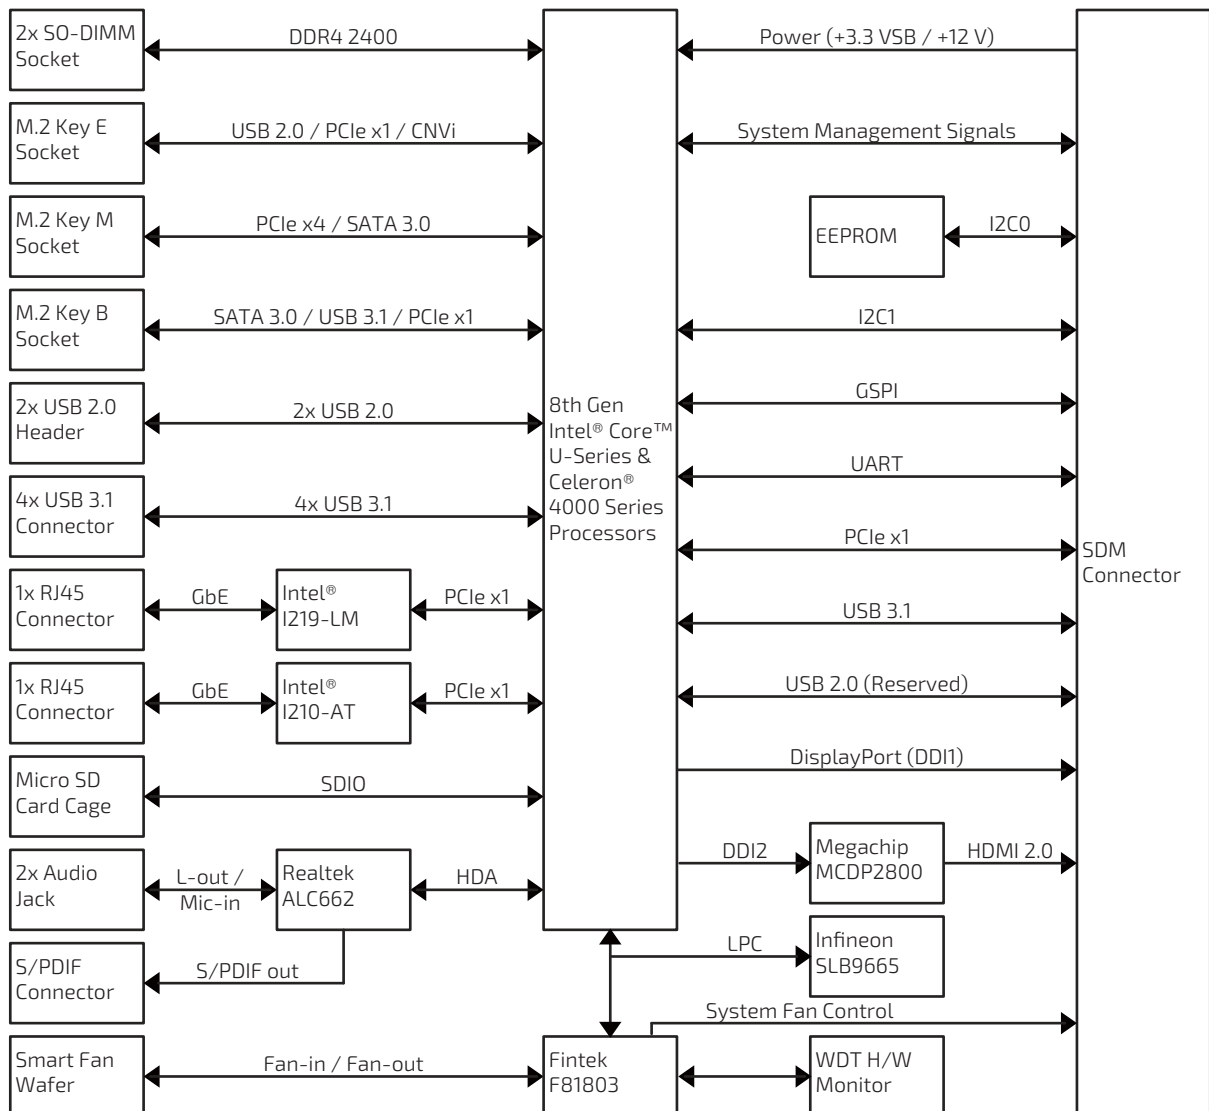 2x SO-DIMM
Socket
DDR4 2400
Power (+3.3 VSB / +12 V)
M.2 Key E
Socket
USB 2.0 / PCIe x1 / CNVi
System Management Signals
M.2 Key M
Socket
PCIe x4 / SATA 3.0
EEPROM
I2C0
M.2 Key B
Socket
SATA 3.0 / USB 3.1 / PCIe x1
I2C1
2x USB 2.0
Header
2x USB 2.0
8th Gen
Intel® Core™
U-Series &
Celeron®
4000 Series
Processors
GSPI
UART
4x USB 3.1
Connector
4x USB 3.1
PCIe x1
SDM
Connector
1x RJ45
Connector
GbE
Intel®
I219-LM
PCIe x1
USB 3.1
1x RJ45
Connector
GbE
Intel®
I210-AT
PCIe x1
USB 2.0 (Reserved)
Micro SD
Card Cage
SDIO
DisplayPort (DDI1)
2x Audio
Jack
L-out /
Mic-in
Realtek
ALC662
HDA
DDI2
Megachip
MCDP2800
HDMI 2.0
S/PDIF
Connector
S/PDIF out
LPC
Infineon
SLB9665
System Fan Control
Smart Fan
Wafer
Fan-in / Fan-out
Fintek
F81803
WDT H/W
Monitor